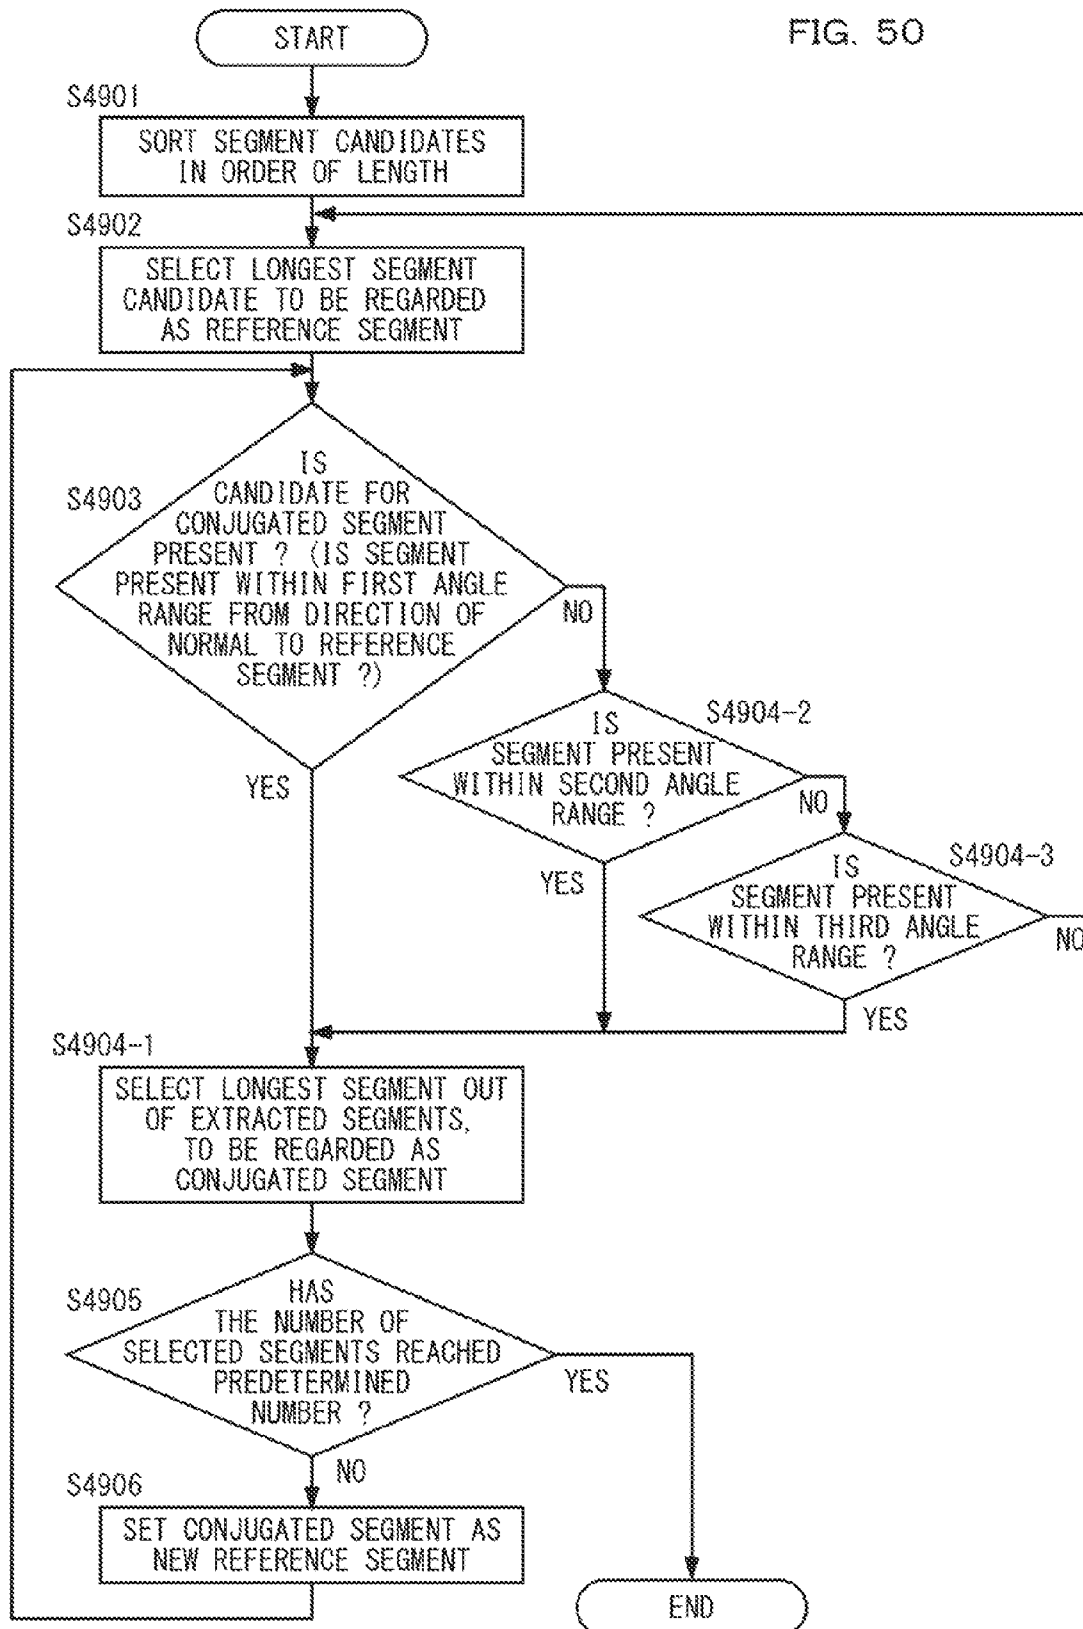 START
FIG. 50
S4901
SORT SEGMENT CANDIDATES
IN ORDER OF LENGTH
S4902
SELECT LONGEST SEGMENT
CANDIDATE TO BE REGARDED
AS REFERENCE SEGMENT
S4903
IS
CANDIDATE FOR
CONJUGATED SEGMENT
PRESENT ? (IS SEGMENT
PRESENT WITHIN FIRST ANGLE
RANGE FROM DIRECTION OF
NORMAL TO REFERENCE
SEGMENT ?)
NO
YES
S4904-2
IS
SEGMENT PRESENT
WITHIN SECOND ANGLE
RANGE ?
NO
YES
S4904-3
IS
SEGMENT PRESENT
WITHIN THIRD ANGLE
RANGE ?
NO
YES
S4904-1
SELECT LONGEST SEGMENT OUT
OF EXTRACTED SEGMENTS,
TO BE REGARDED AS
CONJUGATED SEGMENT
S4905
HAS
THE NUMBER OF
SELECTED SEGMENTS REACHED
PREDETERMINED
NUMBER ?
YES
NO
S4906
SET CONJUGATED SEGMENT AS
NEW REFERENCE SEGMENT
END